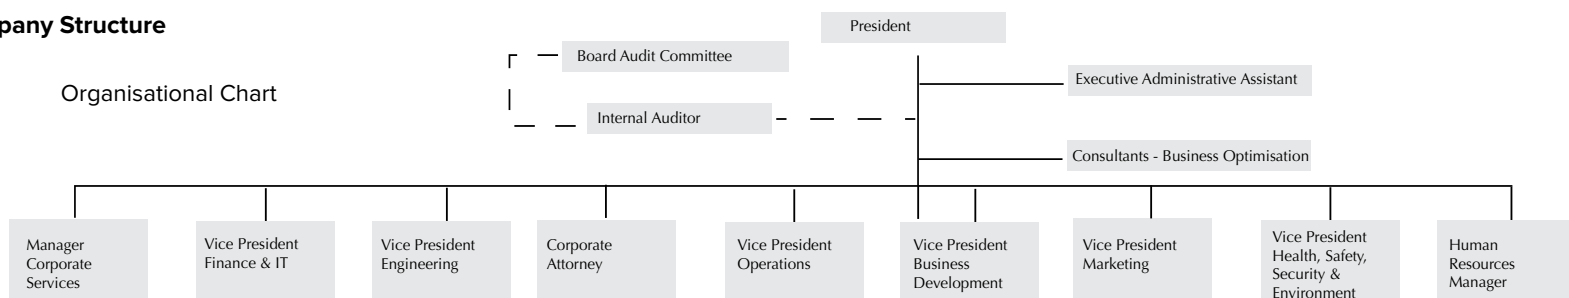 pany Structure
Organisational Chart
President
Board Audit Committee
Executive Administrative Assistant
Internal Auditor
Consultants - Business Optimisation
Manager
Corporate
Services
Vice President
Finance & IT
Vice President
Engineering
Corporate
Attorney
Vice President
Operations
Vice President
Business
Development
Vice President
Marketing
Vice President
Health, Safety,
Security &
Environment
Human
Resources
Manager